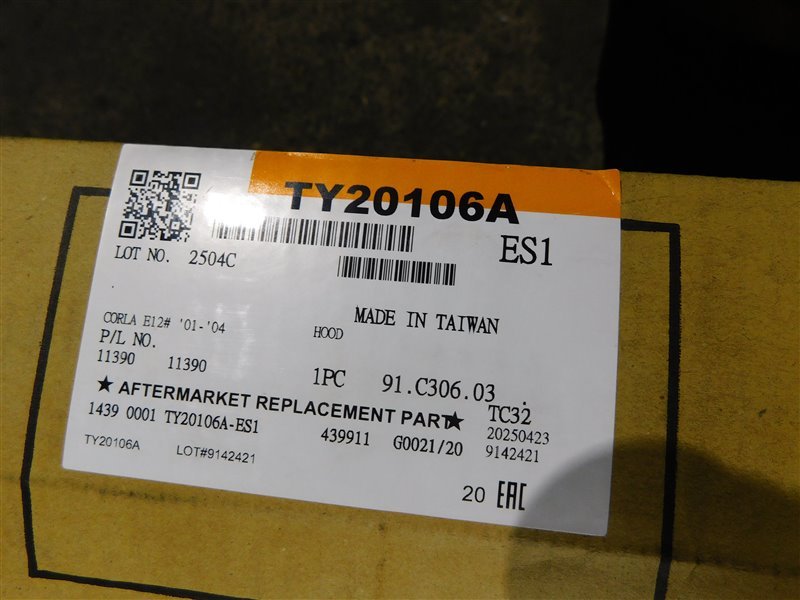 TY20106A
ES1
LOT NO. 2504C
MADE IN TAIWAN
CORLA E12# '01-'04 HOOD
P/L NO.
11390 11390
1PC 91.C306.03.
★ AFTERMARKET REPLACEMENT PART★ TC32
1439 0001 TY20106A-ES1 439911 G0021/20 20250423
TY20106A LOT#9142421 9142421
20 EAC